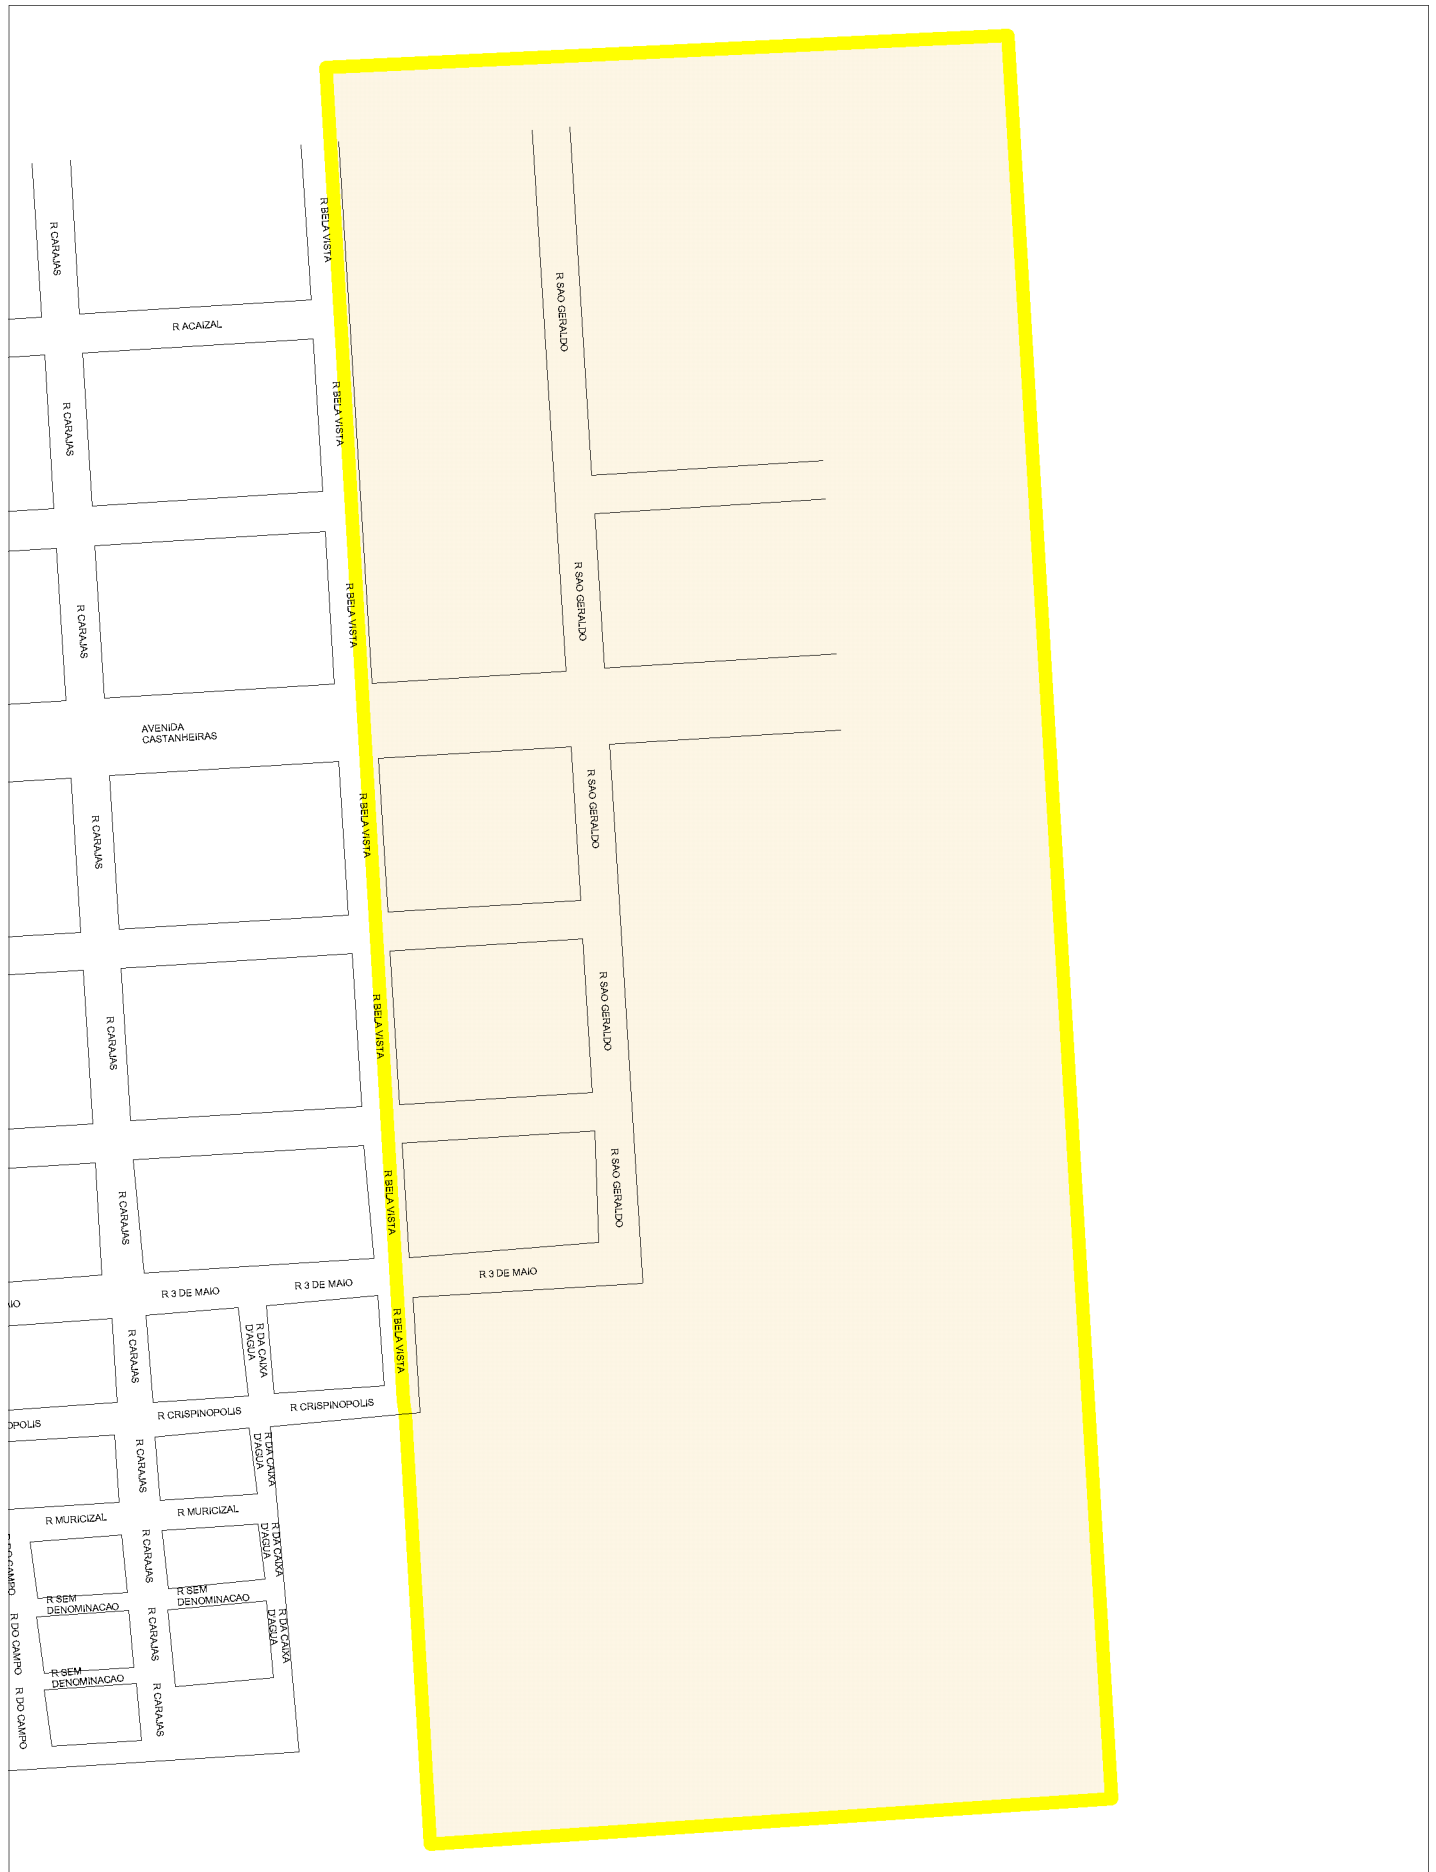 R BELA VISTA
R CARAJAS
R SAO GERALDO
R ACAIZAL
R BELA VISTA
R CARAJAS
R SAO GERALDO
R BELA VISTA
R CARAJAS
AVENIDA
CASTANHEIRAS
R SAO GERALDO
R BELA VISTA
R CARAJAS
R SAO GERALDO
R BELA VISTA
R CARAJAS
R SAO GERALDO
R BELA VISTA
R CARAJAS
R 3 DE MAIO
R 3 DE MAIO
R 3 DE MAIO
R BELA VISTA
R DA CAIXA
D'AGUA
R CARAJAS
R CRISPINOPOLIS
R CRISPINOPOLIS
OPOLIS
R DA CAIXA
D'AGUA
R CARAJAS
R MURICIZAL
R MURICIZAL
R DA CAIXA
D'AGUA
R CARAJAS
R SEM
DENOMINACAO
R SEM
DENOMINACAO
R DA CAIXA
D'AGUA
R CARAJAS
R DO CAMPO
R SEM
DENOMINACAO
R CARAJAS
R DO CAMPO